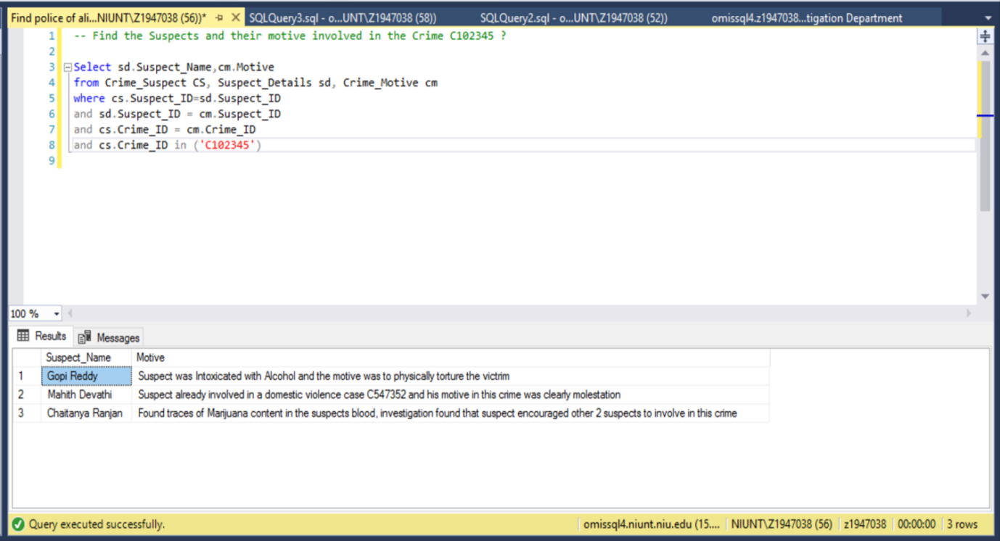 Find police of ali...NIUNT\Z1947038 (56))* SQLQuery3.sql - o...UNT\Z1947038 (58)) SQLQuery2.sql - o...UNT\Z1947038 (52)) omissql4.z1947038...tigation Department
1 -- Find the Suspects and their motive involved in the Crime C102345 ?
2
3 Select sd.Suspect_Name,cm.Motive
4 from Crime_Suspect CS, Suspect_Details sd, Crime_Motive cm
5 where cs.Suspect_ID=sd.Suspect_ID
6 and sd.Suspect_ID = cm.Suspect_ID
7 and cs.Crime_ID = cm.Crime_ID
8 and cs.Crime_ID in ('C102345')
9
100 %
Results Messages
Suspect_Name Motive
1 Gopi Reddy Suspect was Intoxicated with Alcohol and the motive was to physically torture the victrim
2 Mahith Devathi Suspect already involved in a domestic violence case C547352 and his motive in this crime was clearly molestation
3 Chaitanya Ranjan Found traces of Marijuana content in the suspects blood, investigation found that suspect encouraged other 2 suspects to involve in this crime
Query executed successfully. omissql4.niunt.niu.edu (15.... NIUNT\Z1947038 (56) z1947038 00:00:00 3 rows